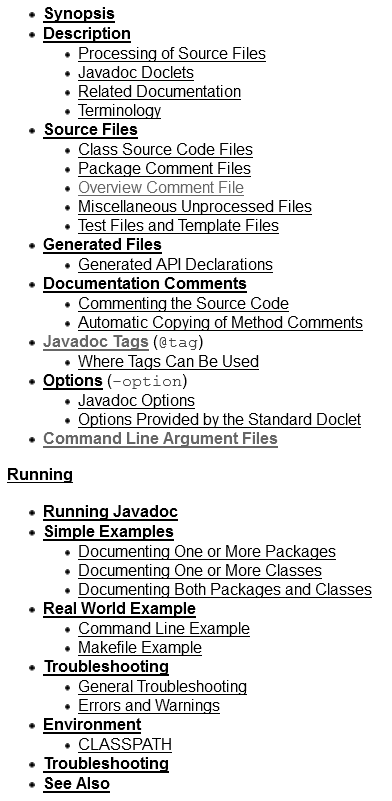 Synopsis
Description
Processing of Source Files
Javadoc Doclets
Related Documentation
Terminology
Source Files
Class Source Code Files
Package Comment Files
Overview Comment File
Miscellaneous Unprocessed Files
Test Files and Template Files
Generated Files
Generated API Declarations
Documentation Comments
Commenting the Source Code
Automatic Copying of Method Comments
Javadoc Tags (@tag)
Where Tags Can Be Used
Options (-option)
Javadoc Options
Options Provided by the Standard Doclet
Command Line Argument Files
Running
Running Javadoc
Simple Examples
Documenting One or More Packages
Documenting One or More Classes
Documenting Both Packages and Classes
Real World Example
Command Line Example
Makefile Example
Troubleshooting
General Troubleshooting
Errors and Warnings
Environment
CLASSPATH
Troubleshooting
See Also